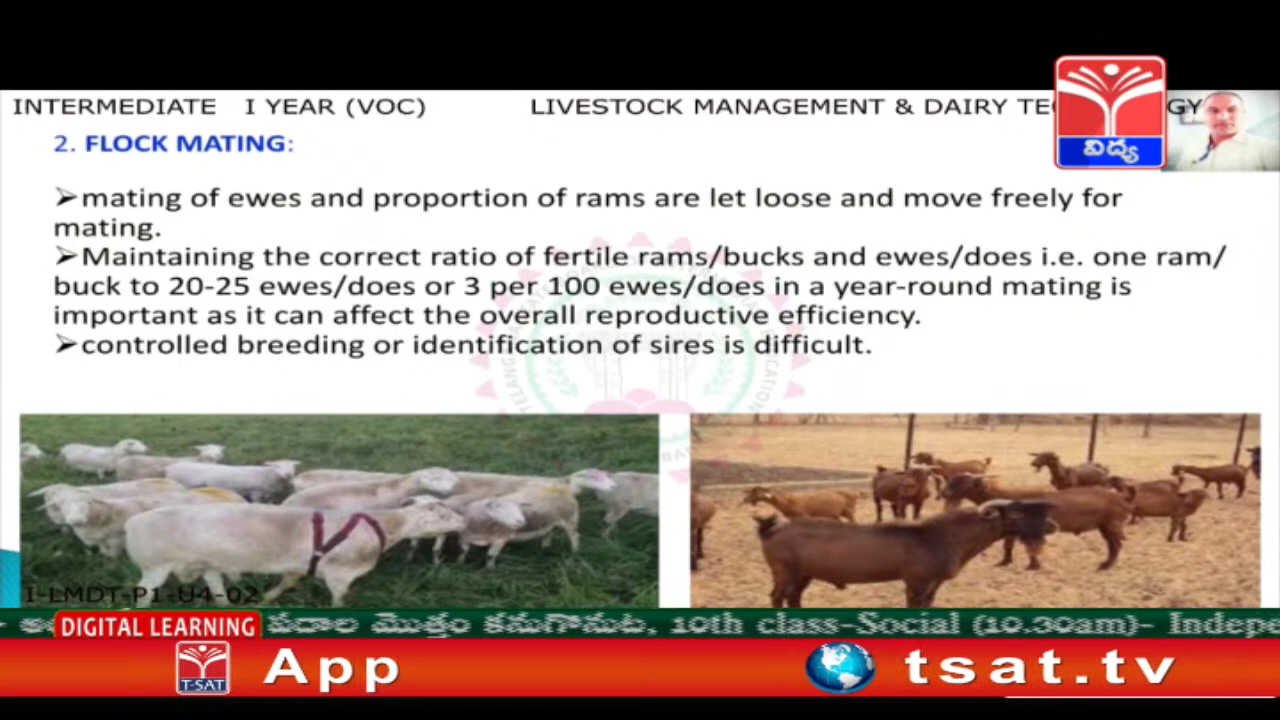 INTERMEDIATE I YEAR (VOC) LIVESTOCK MANAGEMENT & DAIRY
2. FLOCK MATING:
విద్య
➢mating of ewes and proportion of rams are let loose and move freely for
mating.
➢Maintaining the correct ratio of fertile rams/bucks and ewes/does i.e. one ram/
buck to 20-25 ewes/does or 3 per 100 ewes/does in a year-round mating is
important as it can affect the overall reproductive efficiency.
➢controlled breeding or identification of sires is difficult.
I-LMDT-P1-U4-02
DIGITAL LEARNING మొత్తం కనుగొనుట, 10th class-Social (10.30am)-
T-SAT App tsat.tv